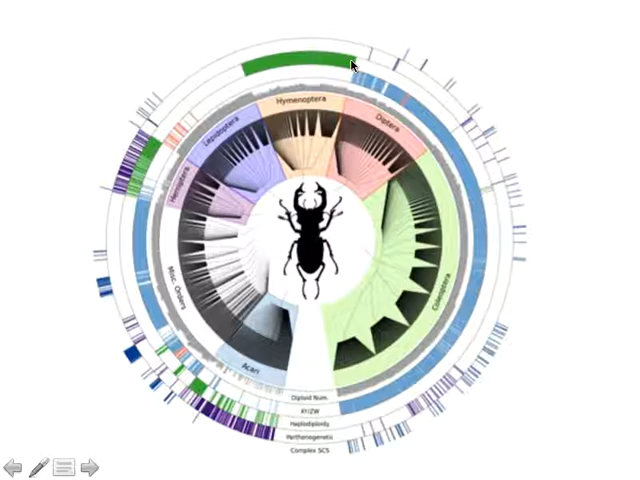 Hymenoptera
Lepidoptera
Diptera
Hemiptera
Misc. Orders
Coleoptera
Acari
Diploid Num.
XY/ZW
Haplodiploidy
Parthenogenetic
Complex SCS